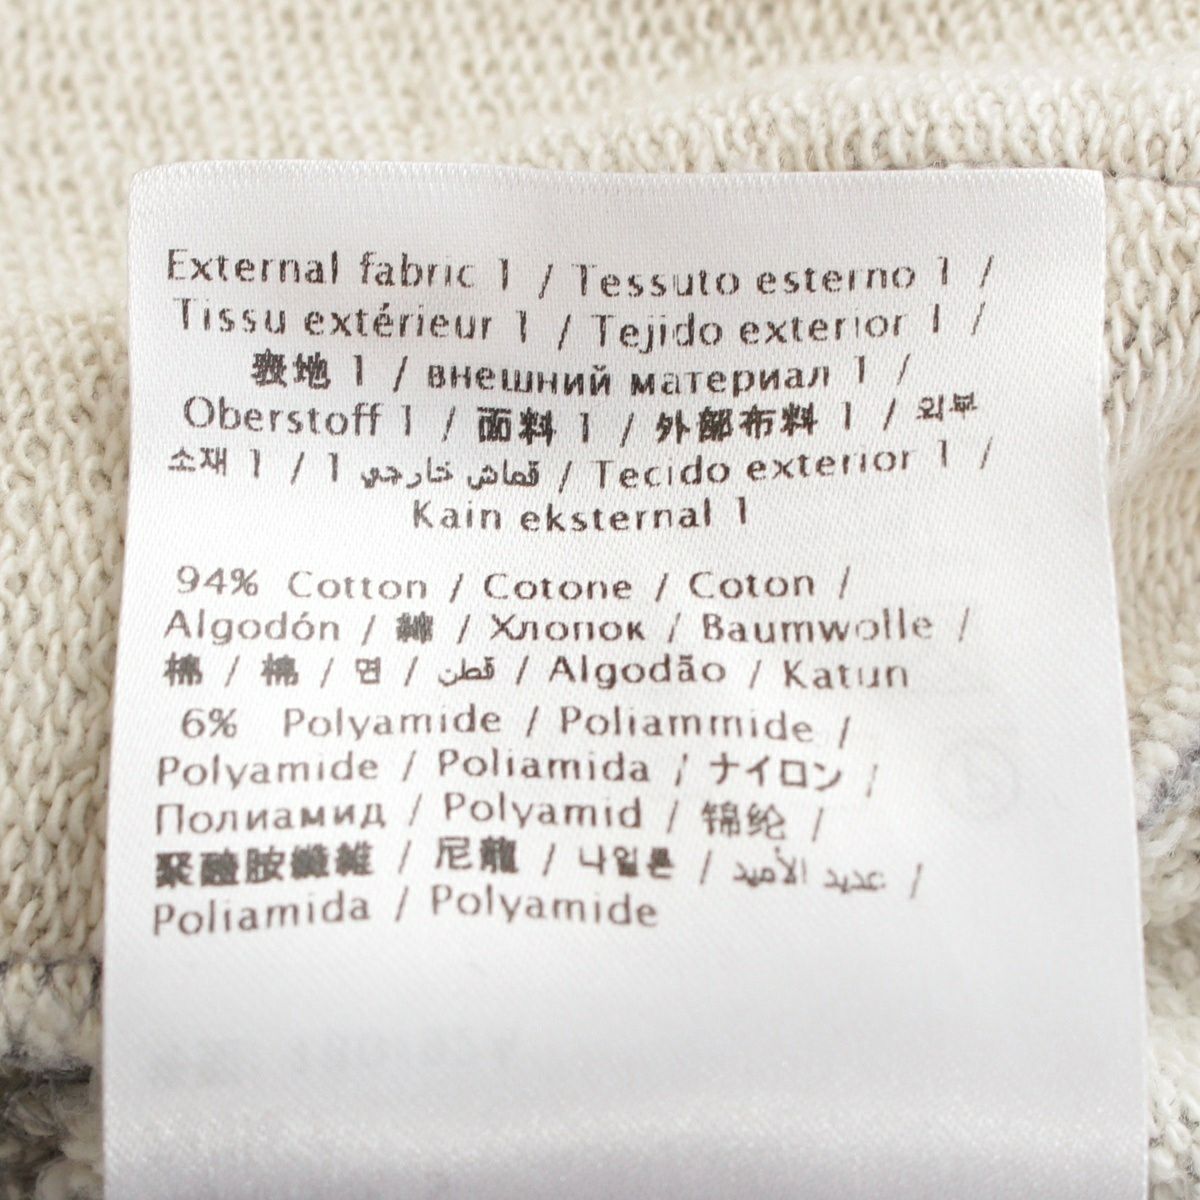 External fabric 1 / Tessuto esterno 1 /
Tissu extérieur 1 / Tejido exterior 1 /
表地 1 / внешний материал 1 /
Oberstoff 1 / 面料 1 / 外部布料 1 / 외부
소재 1 / 1 قماش خارجي / Tecido exterior 1 /
Kain eksternal 1
94% Cotton / Cotone / Coton /
Algodón / 綿 / Хлопок / Baumwolle /
棉 / 棉 / 면 / قطن / Algodão / Katun
6% Polyamide / Poliammide /
Polyamide / Poliamida / ナイロン /
Полиамид / Polyamid / 锦纶 /
聚醯胺纖維 / 尼龍 / 나일론 / عديد الأميد /
Poliamida / Polyamide